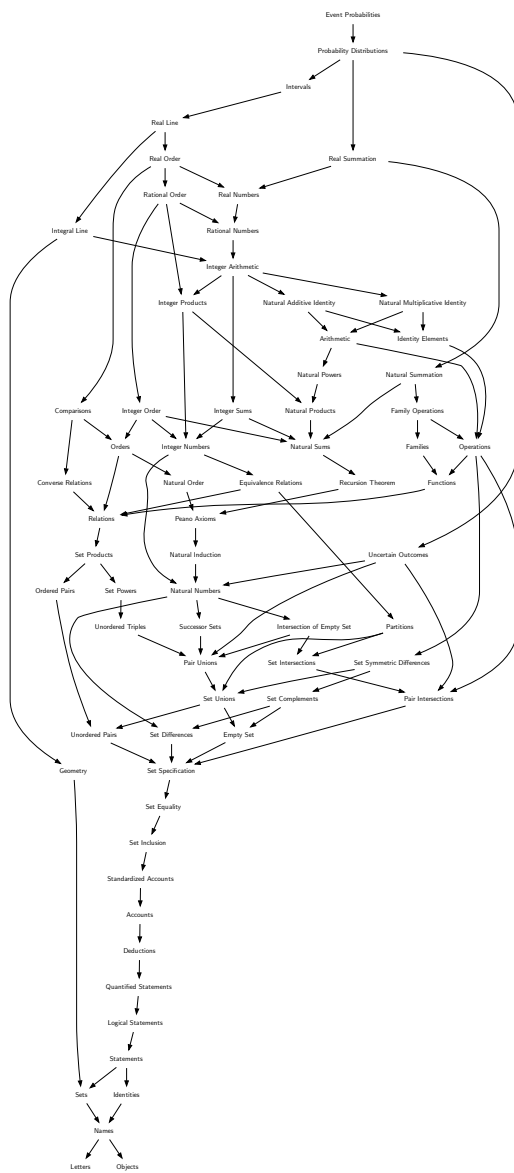 Event Probabilities
Probability Distributions
Intervals
Real Line
Real Order
Real Summation
Rational Order
Real Numbers
Integral Line
Rational Numbers
Integer Arithmetic
Integer Products
Natural Additive Identity
Natural Multiplicative Identity
Arithmetic
Identity Elements
Natural Powers
Natural Summation
Comparisons
Integer Order
Integer Sums
Natural Products
Family Operations
Orders
Integer Numbers
Natural Sums
Families
Operations
Converse Relations
Natural Order
Equivalence Relations
Recursion Theorem
Functions
Relations
Peano Axioms
Set Products
Natural Induction
Uncertain Outcomes
Ordered Pairs
Set Powers
Natural Numbers
Unordered Triples
Successor Sets
Intersection of Empty Set
Partitions
Pair Unions
Set Intersections
Set Symmetric Differences
Set Unions
Set Complements
Pair Intersections
Unordered Pairs
Set Differences
Empty Set
Geometry
Set Specification
Set Equality
Set Inclusion
Standardized Accounts
Accounts
Deductions
Quantified Statements
Logical Statements
Statements
Sets
Identities
Names
Letters
Objects